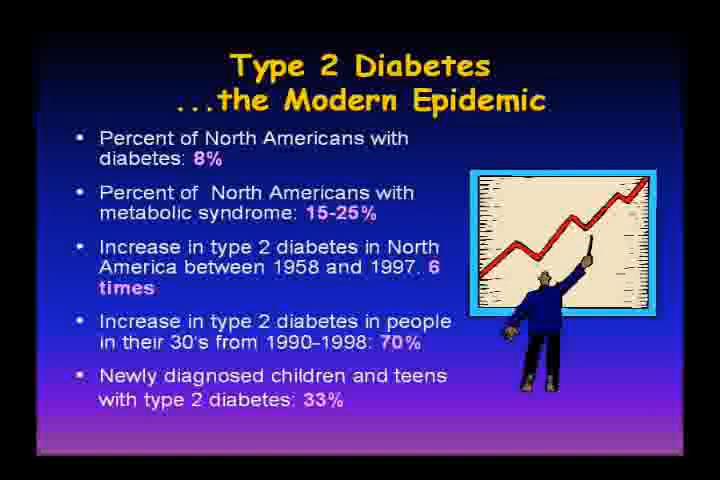 Type 2 Diabetes
...the Modern Epidemic
• Percent of North Americans with
diabetes: 8%
• Percent of North Americans with
metabolic syndrome: 15-25%
• Increase in type 2 diabetes in North
America between 1958 and 1997. 6
times
• Increase in type 2 diabetes in people
in their 30's from 1990-1998: 70%
• Newly diagnosed children and teens
with type 2 diabetes: 33%